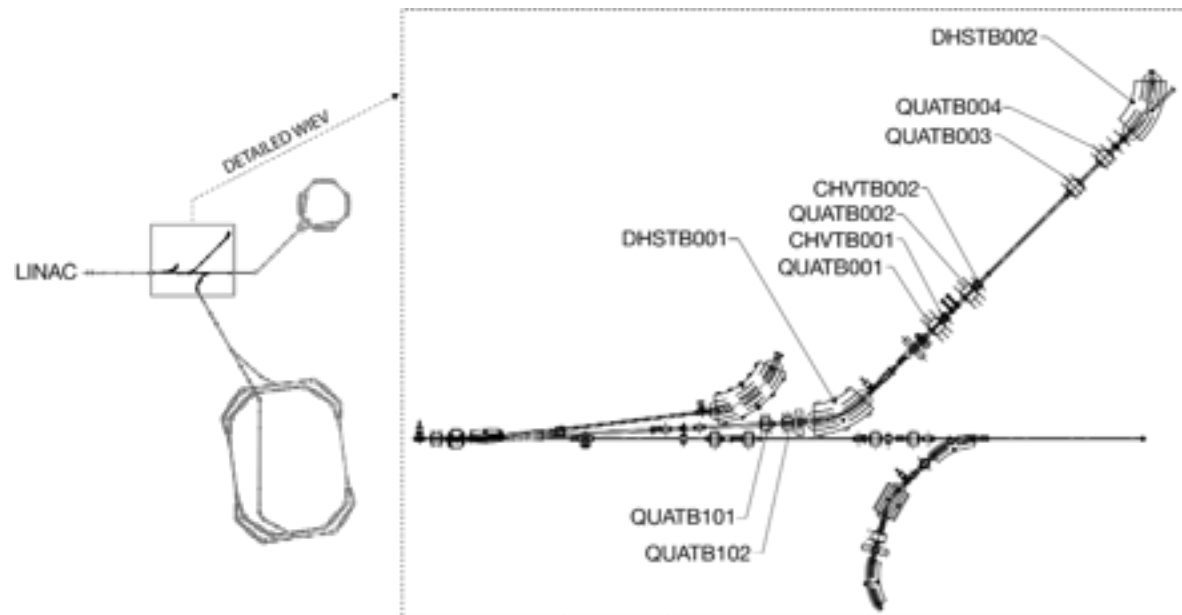 DHSTB002
QUATB004
QUATB003
DETAILED WIEV
CHVTB002
QUATB002
DHSTB001
CHVTB001
QUATB001
LINAC
QUATB101
QUATB102